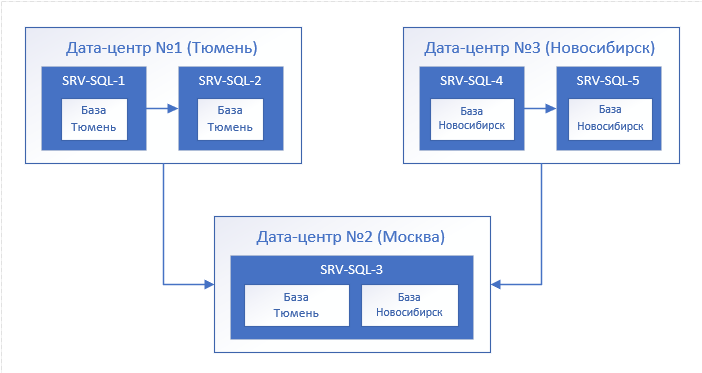 Дата-центр №1 (Тюмень)
SRV-SQL-1
База
Тюмень
SRV-SQL-2
База
Тюмень
Дата-центр №3 (Новосибирск)
SRV-SQL-4
База
Новосибирск
SRV-SQL-5
База
Новосибирск
Дата-центр №2 (Москва)
SRV-SQL-3
База
Тюмень
База
Новосибирск